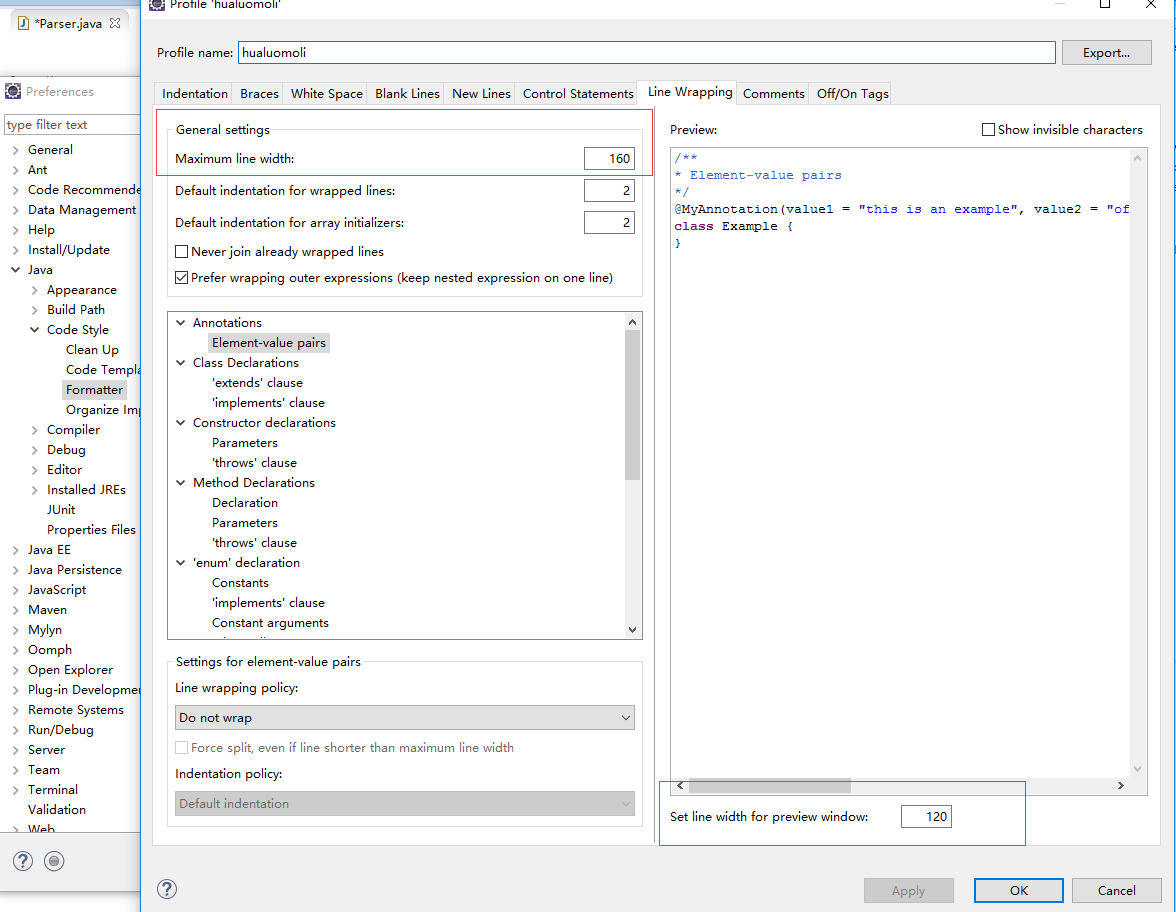 *Parser.java
Preferences
type filter text
General
Ant
Code Recommende
Data Management
Help
Install/Update
Java
Appearance
Build Path
Code Style
Clean Up
Code Templa
Formatter
Organize Imp
Compiler
Debug
Editor
Installed JREs
JUnit
Properties Files
Java EE
Java Persistence
JavaScript
Maven
Mylyn
Oomph
Open Explorer
Plug-in Developmen
Remote Systems
Run/Debug
Server
Team
Terminal
Validation
Web
Profile 'hualuomoli'
Profile name: hualuomoli Export...
Indentation Braces White Space Blank Lines New Lines Control Statements Line Wrapping Comments Off/On Tags
General settings
Maximum line width: 160
Default indentation for wrapped lines: 2
Default indentation for array initializers: 2
Never join already wrapped lines
Prefer wrapping outer expressions (keep nested expression on one line)
Annotations
Element-value pairs
Class Declarations
'extends' clause
'implements' clause
Constructor declarations
Parameters
'throws' clause
Method Declarations
Declaration
Parameters
'throws' clause
'enum' declaration
Constants
'implements' clause
Constant arguments
Settings for element-value pairs
Line wrapping policy:
Do not wrap
Force split, even if line shorter than maximum line width
Indentation policy:
Default indentation
Preview: Show invisible characters
/**
* Element-value pairs
*/
@MyAnnotation(value1 = "this is an example", value2 = "of
class Example {
}
Set line width for preview window: 120
Apply OK Cancel